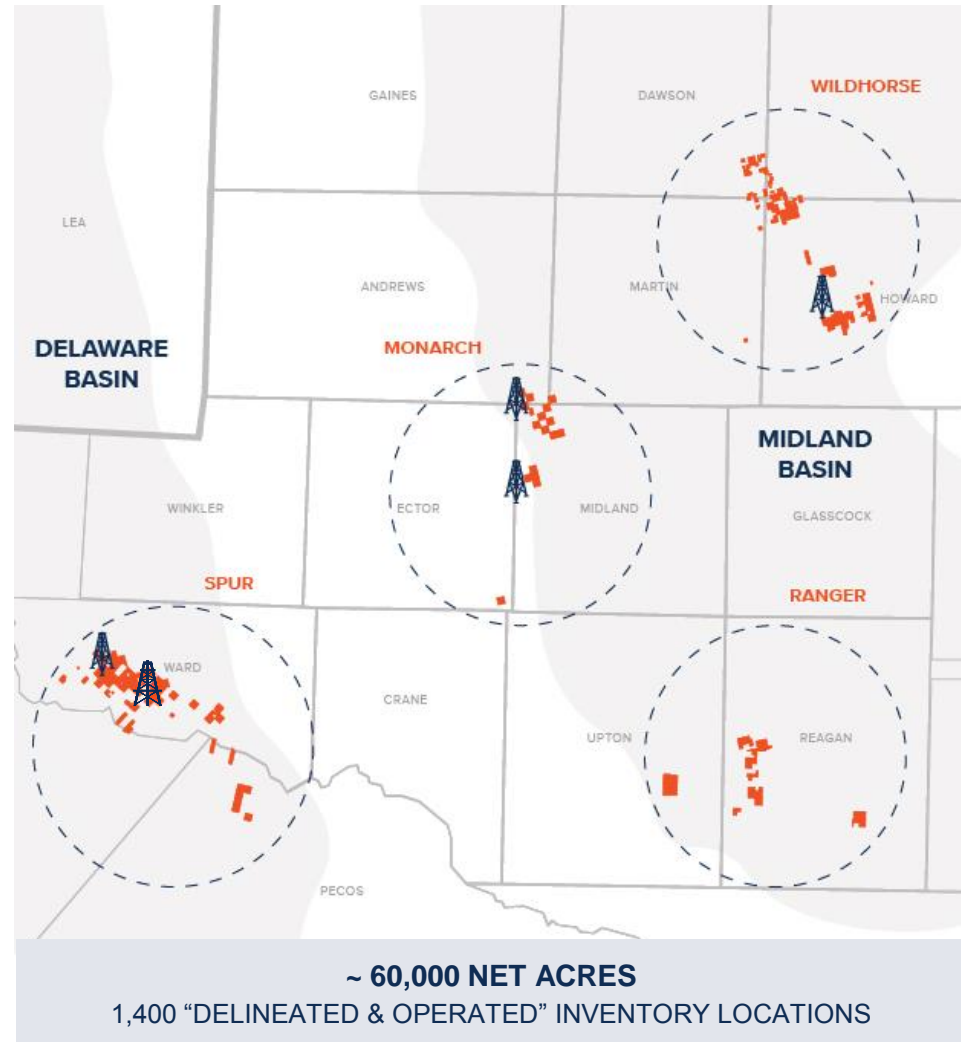 WILDHORSE
GAINES
DAWSON
LEA
ANDREWS
MARTIN
HOWARD
DELAWARE
BASIN
MONARCH
MIDLAND
BASIN
WINKLER
ECTOR
MIDLAND
GLASSCOCK
SPUR
RANGER
WARD
CRANE
UPTON
REAGAN
PECOS
~ 60,000 NET ACRES
1,400 “DELINEATED & OPERATED” INVENTORY LOCATIONS